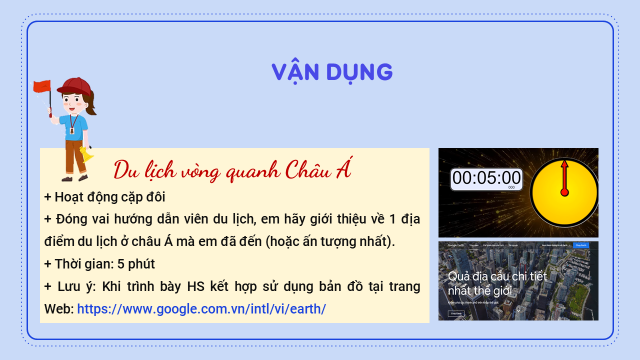 VẬN DỤNG
Du lịch vòng quanh Châu Á
+ Hoạt động cặp đôi
+ Đóng vai hướng dẫn viên du lịch, em hãy giới thiệu về 1 địa
điểm du lịch ở châu Á mà em đã đến (hoặc ấn tượng nhất).
+ Thời gian: 5 phút
+ Lưu ý: Khi trình bày HS kết hợp sử dụng bản đồ tại trang
Web: https://www.google.com.vn/intl/vi/earth/
00:05:00
Quả địa cầu chi tiết
nhất thế giới